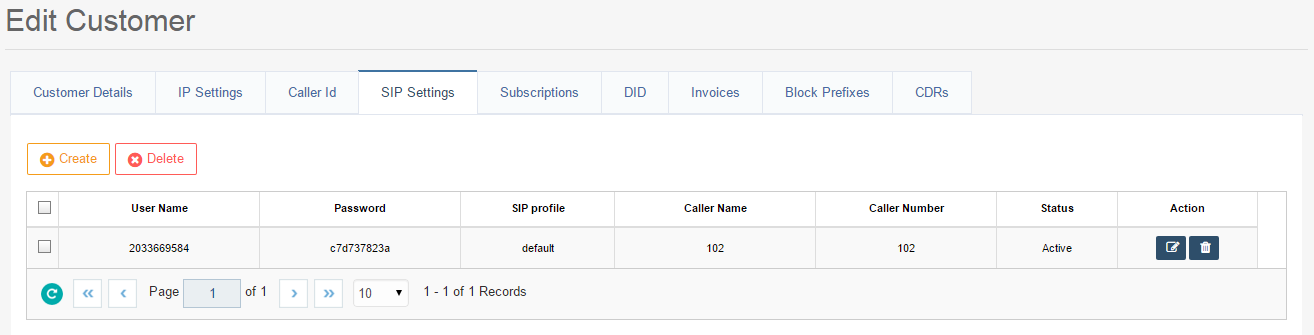 Edit Customer
Customer Details IP Settings Caller Id SIP Settings Subscriptions DID Invoices Block Prefixes CDRs
Create Delete
User Name Password SIP profile Caller Name Caller Number Status Action
2033669584 c7d737823a default 102 102 Active
Page 1 of 1 10 1 - 1 of 1 Records